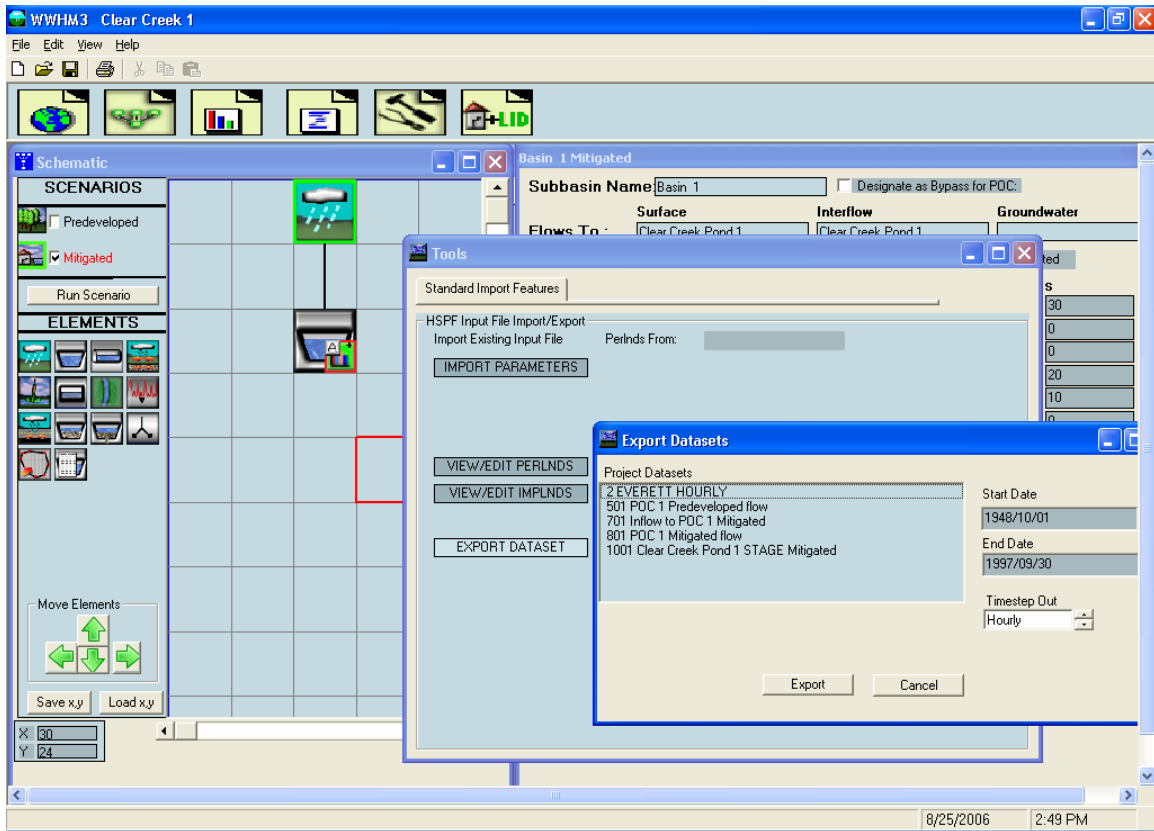 WWHM3 Clear Creek 1
File Edit View Help
+LID
Schematic
SCENARIOS
Predeveloped
Mitigated
Run Scenario
ELEMENTS
Move Elements
Save x,y Load x,y
X 30
Y 24
Basin 1 Mitigated
Subbasin Name: Basin 1 Designate as Bypass for POC:
Surface Interflow Groundwater
Flows To : Clear Creek Pond 1 Clear Creek Pond 1
ted
s
30
0
0
20
10
0
Tools
Standard Import Features
HSPF Input File Import/Export
Import Existing Input File Perlnds From:
IMPORT PARAMETERS
VIEW/EDIT PERLNDS
VIEW/EDIT IMPLNDS
EXPORT DATASET
Export Datasets
Project Datasets
2 EVERETT HOURLY
501 POC 1 Predeveloped flow
701 Inflow to POC 1 Mitigated
801 POC 1 Mitigated flow
1001 Clear Creek Pond 1 STAGE Mitigated
Start Date
1948/10/01
End Date
1997/09/30
Timestep Out
Hourly
Export Cancel
8/25/2006 2:49 PM